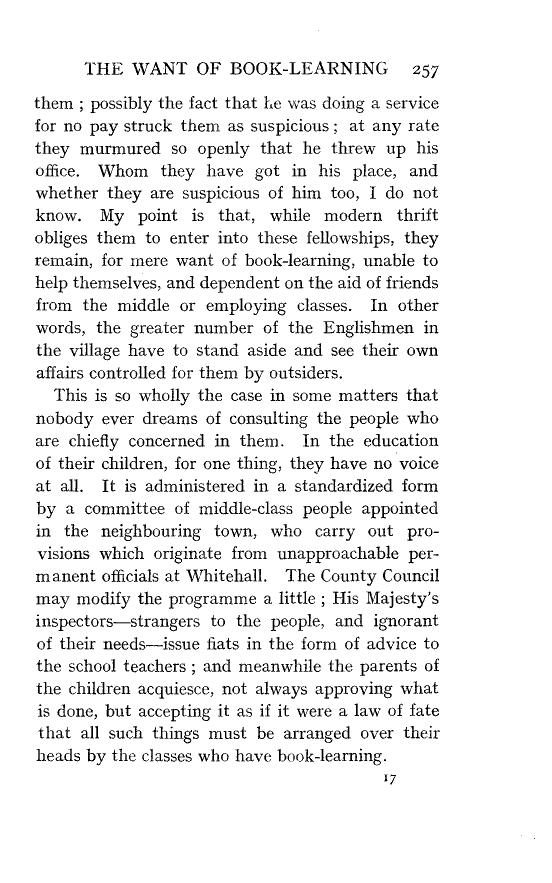 THE WANT OF BOOK-LEARNING 257
them ; possibly the fact that he was doing a service
for no pay struck them as suspicious ; at any rate
they murmured so openly that he threw up his
office. Whom they have got in his place, and
whether they are suspicious of him too, I do not
know. My point is that, while modern thrift
obliges them to enter into these fellowships, they
remain, for mere want of book-learning, unable to
help themselves, and dependent on the aid of friends
from the middle or employing classes. In other
words, the greater number of the Englishmen in
the village have to stand aside and see their own
affairs controlled for them by outsiders.
This is so wholly the case in some matters that
nobody ever dreams of consulting the people who
are chiefly concerned in them. In the education
of their children, for one thing, they have no voice
at all. It is administered in a standardized form
by a committee of middle-class people appointed
in the neighbouring town, who carry out pro-
visions which originate from unapproachable per-
manent officials at Whitehall. The County Council
may modify the programme a little ; His Majesty's
inspectors—strangers to the people, and ignorant
of their needs—issue fiats in the form of advice to
the school teachers ; and meanwhile the parents of
the children acquiesce, not always approving what
is done, but accepting it as if it were a law of fate
that all such things must be arranged over their
heads by the classes who have book-learning.
17